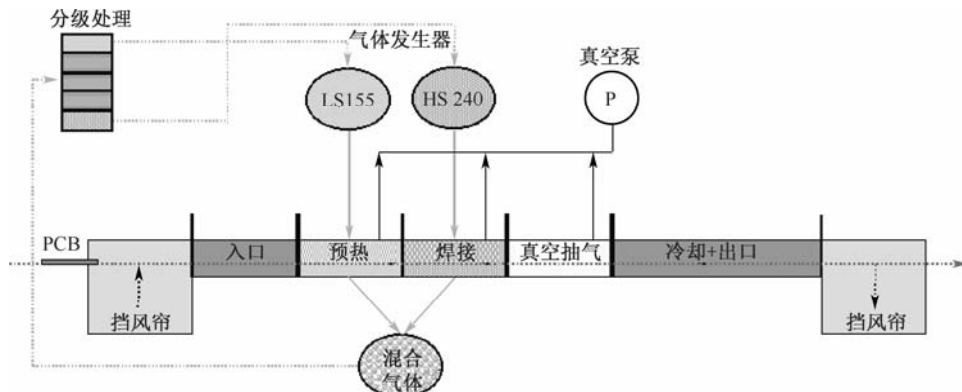 分级处理
气体发生器
真空泵
LS155
HS 240
P
PCB
入口
预热
焊接
真空抽气
冷却+出口
挡风帘
挡风帘
混合
气体